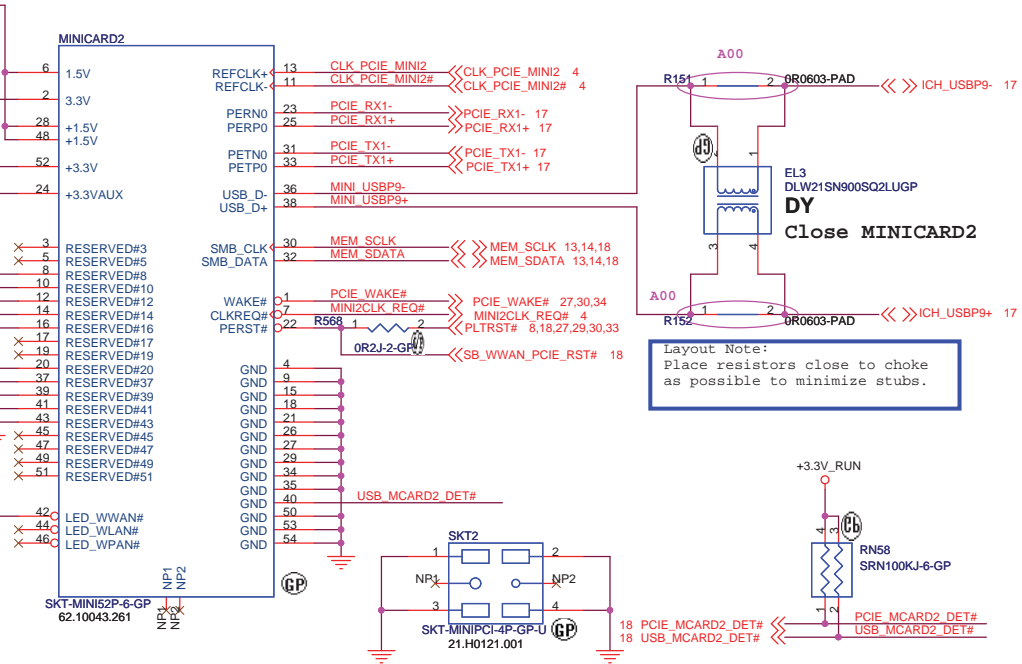 MINICARD2
6 1.5V
2 3.3V
28 +1.5V
48 +1.5V
52 +3.3V
24 +3.3VAUX
3 RESERVED#3
5 RESERVED#5
8 RESERVED#8
10 RESERVED#10
12 RESERVED#12
14 RESERVED#14
16 RESERVED#16
17 RESERVED#17
19 RESERVED#19
20 RESERVED#20
37 RESERVED#37
39 RESERVED#39
41 RESERVED#41
43 RESERVED#43
45 RESERVED#45
47 RESERVED#47
49 RESERVED#49
51 RESERVED#51
42 LED_WWAN#
44 LED_WLAN#
46 LED_WPAN#
REFCLK+ 13 CLK_PCIE_MINI2 CLK_PCIE_MINI2 4
REFCLK- 11 CLK_PCIE_MINI2# CLK_PCIE_MINI2# 4
PERN0 23 PCIE_RX1- PCIE_RX1- 17
PERP0 25 PCIE_RX1+ PCIE_RX1+ 17
PETN0 31 PCIE_TX1- PCIE_TX1- 17
PETP0 33 PCIE_TX1+ PCIE_TX1+ 17
USB_D- 36 MINI_USBP9-
USB_D+ 38 MINI_USBP9+
SMB_CLK 30 MEM_SCLK MEM_SCLK 13,14,18
SMB_DATA 32 MEM_SDATA MEM_SDATA 13,14,18
WAKE# 1 PCIE_WAKE# PCIE_WAKE# 27,30,34
CLKREQ# 7 MINI2CLK_REQ# MINI2CLK_REQ# 4
PERST# 22 R568 1 2 PLTRST# 8,18,27,29,30,33
0R2J-2-GP
SB_WWAN_PCIE_RST# 18
GND 4
GND 9
GND 15
GND 18
GND 21
GND 26
GND 27
GND 29
GND 34
GND 35
GND 40 USB_MCARD2_DET#
GND 50
GND 53
GND 54
NP1 NP2
NP1 NP2
GP
SKT-MINI52P-6-GP
62.10043.261
A00
R151 1 2 0R0603-PAD ICH_USBP9- 17
GP
2 1
EL3
DLW21SN900SQ2LUGP
DY
Close MINICARD2
3 4
A00
R152 1 2 0R0603-PAD ICH_USBP9+ 17
Layout Note:
Place resistors close to choke
as possible to minimize stubs.
SKT2
1 2
NP1 NP2
3 4
SKT-MINIPCI-4P-GP-U GP
21.H0121.001
+3.3V_RUN
4 3
RN58
SRN100KJ-6-GP
1 2
18 PCIE_MCARD2_DET# PCIE_MCARD2_DET#
18 USB_MCARD2_DET# USB_MCARD2_DET#